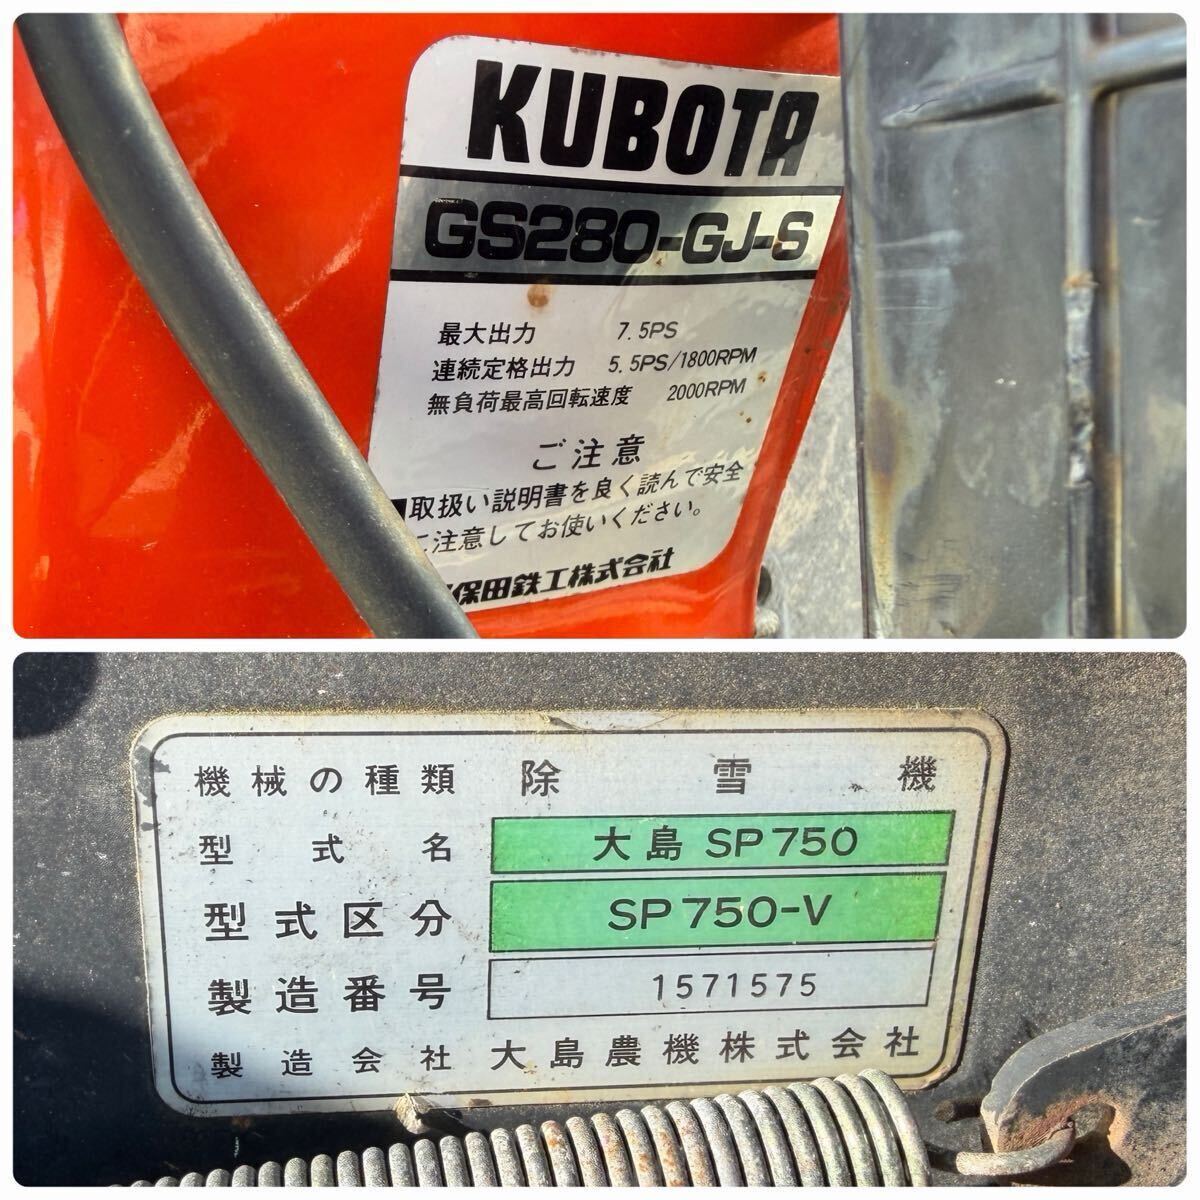 KUBOTA
GS280-GJ-S
最大出力 7.5PS
連続定格出力 5.5PS/1800RPM
無負荷最高回転速度 2000RPM
ご注意
■取扱い説明書を良く読んで安全
ご注意してお使いください。
保田鉄工株式会社
機械の種類 除雪機
型式名 大島 SP750
型式区分 SP750-V
製造番号 1571575
製造会社 大島農機株式会社